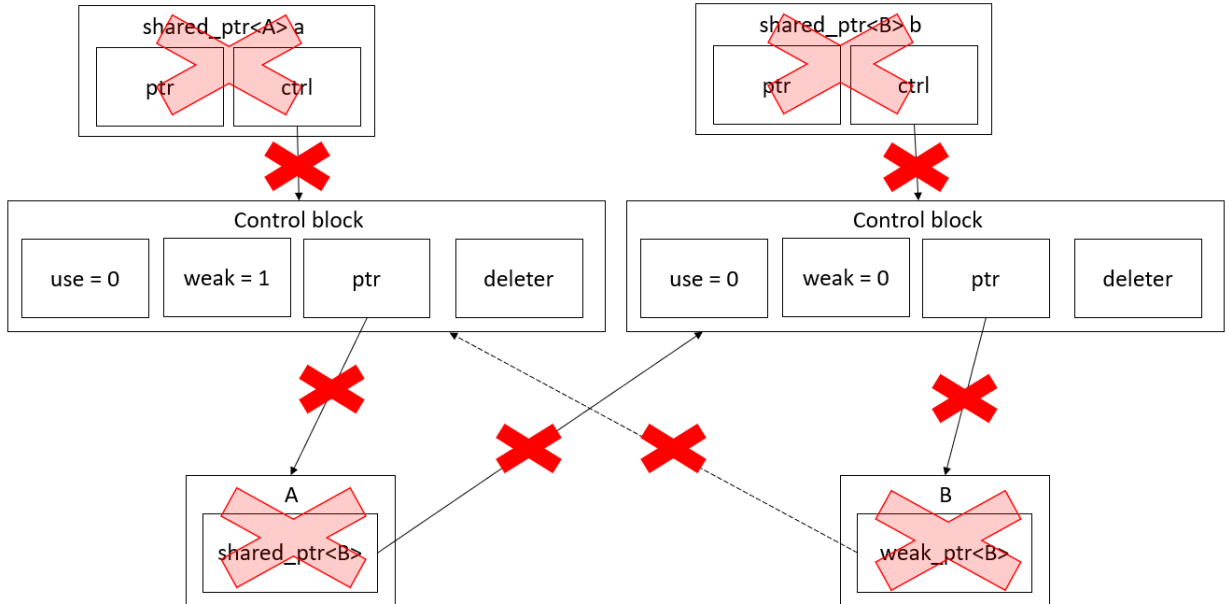 shared_ptr<A> a
ptr
ctrl
shared_ptr<B> b
ptr
ctrl
Control block
use = 0
weak = 1
ptr
deleter
Control block
use = 0
weak = 0
ptr
deleter
A
shared_ptr<B>
B
weak_ptr<B>